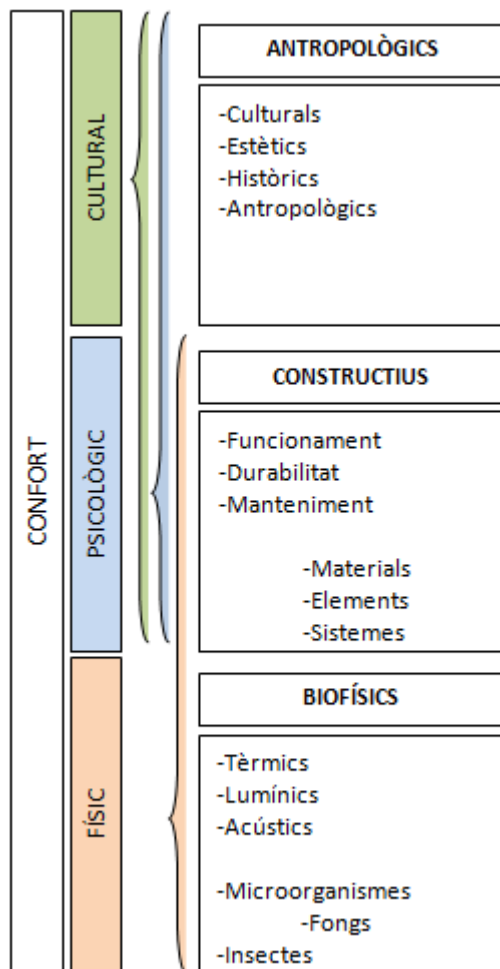 CONFORT
CULTURAL
PSICOLÒGIC
FÍSIC
ANTROPOLÒGICS
-Culturals
-Estètics
-Històrics
-Antropològics
CONSTRUCTIUS
-Funcionament
-Durabilitat
-Manteniment
-Materials
-Elements
-Sistemes
BIOFÍSICS
-Tèrmics
-Lumínics
-Acústics
-Microorganismes
-Fongs
-Insectes